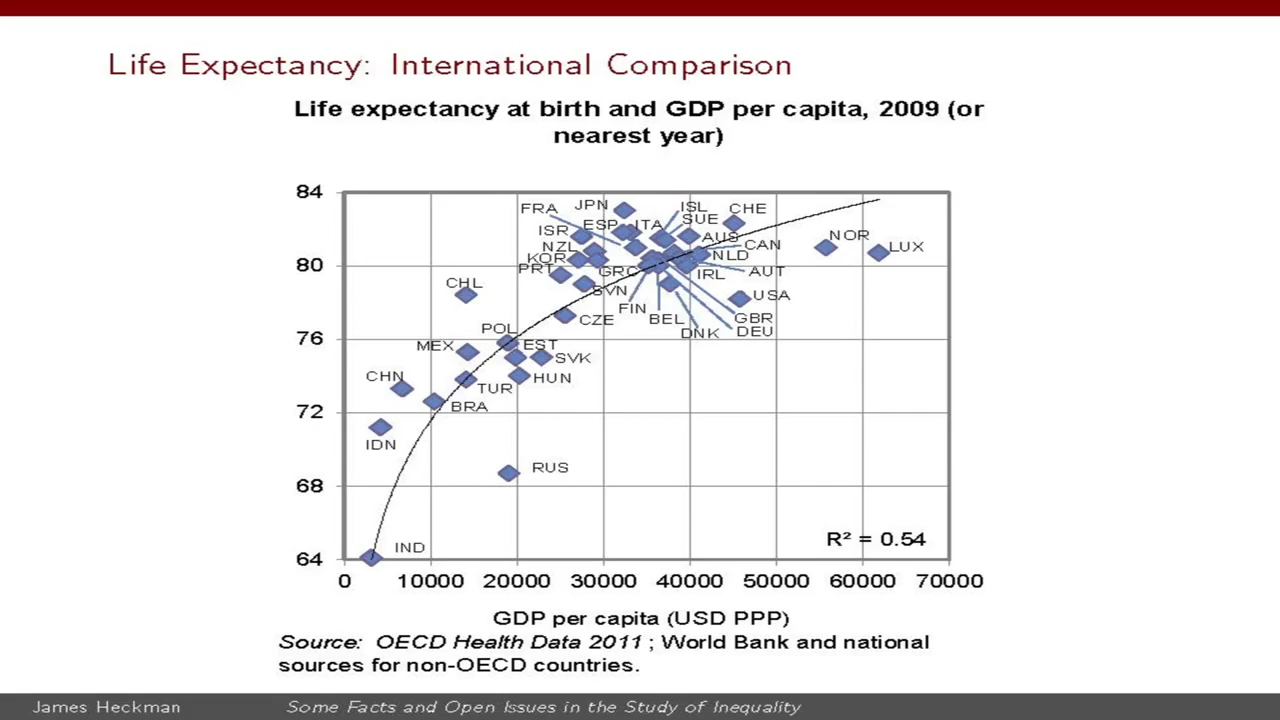 Life Expectancy: International Comparison
Life expectancy at birth and GDP per capita, 2009 (or
nearest year)
84
80
76
72
68
64
FRA
JPN
ISL
CHE
ESP
ITA
SUE
ISR
AUS
NOR
NZL
CAN
LUX
KOR
NLD
PRT
GRC
IRL
AUT
CHL
SVN
USA
FIN
BEL
GBR
CZE
DNK
DEU
POL
MEX
EST
SVK
CHN
TUR
HUN
BRA
IDN
RUS
IND
R² = 0.54
0 10000 20000 30000 40000 50000 60000 70000
GDP per capita (USD PPP)
Source: OECD Health Data 2011 ; World Bank and national
sources for non-OECD countries.
James Heckman
Some Facts and Open Issues in the Study of Inequality